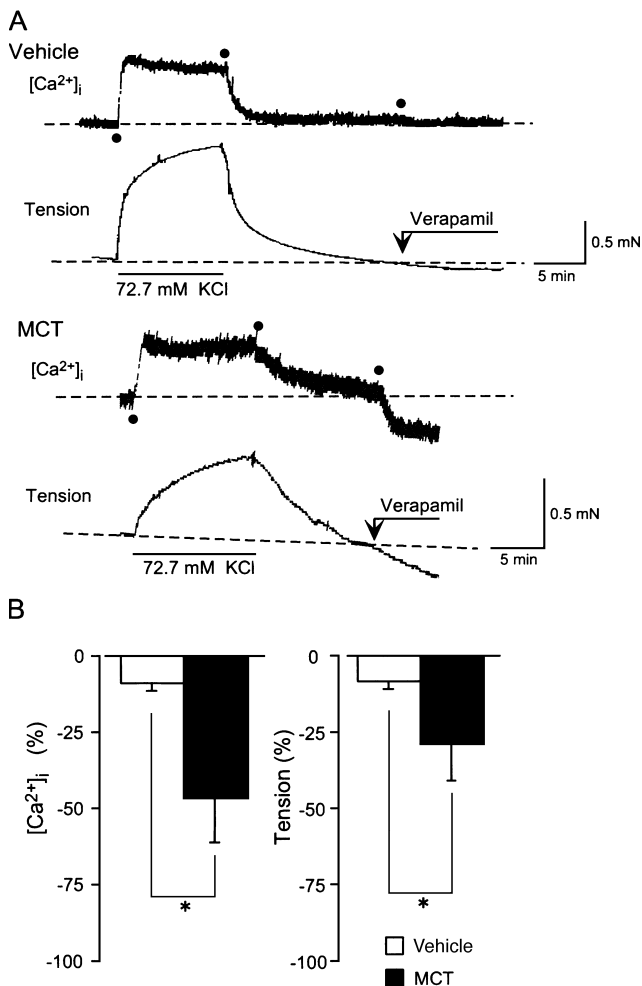 A
Vehicle
[Ca²⁺]i
Tension
Verapamil
0.5 mN
5 min
72.7 mM KCl
MCT
[Ca²⁺]i
Tension
Verapamil
0.5 mN
5 min
72.7 mM KCl
B
0
-25
-50
-75
-100
[Ca²⁺]i (%)
*
0
-25
-50
-75
-100
Tension (%)
*
Vehicle
MCT